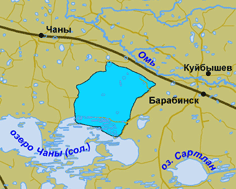 Чаны
Омь
Куйбышев
Барабинск
озеро Чаны (сол.)
оз. Сартлан